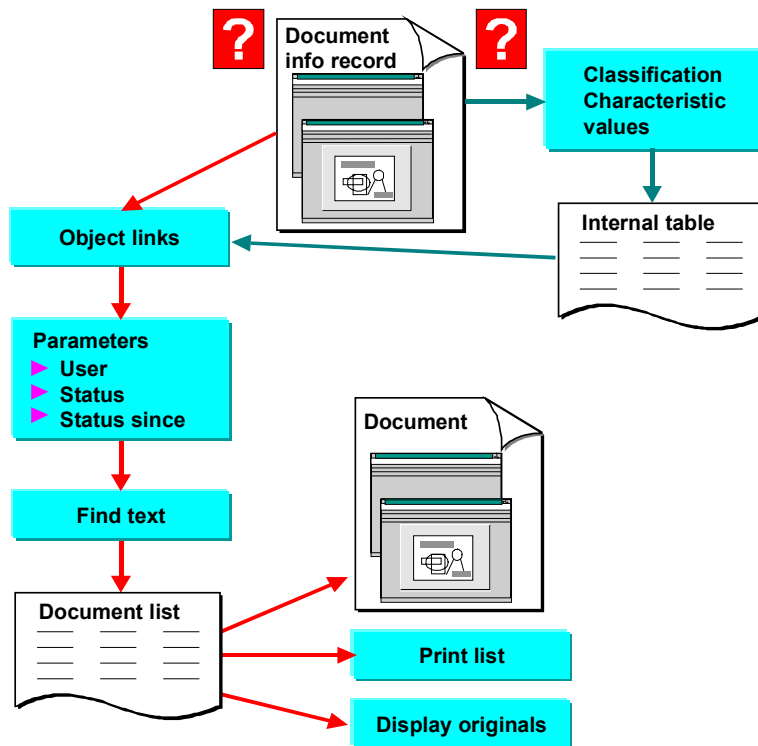 ?
Document
info record
?
Classification
Characteristic
values
Object links
Internal table
Parameters
User
Status
Status since
Document
Find text
Document list
Print list
Display originals